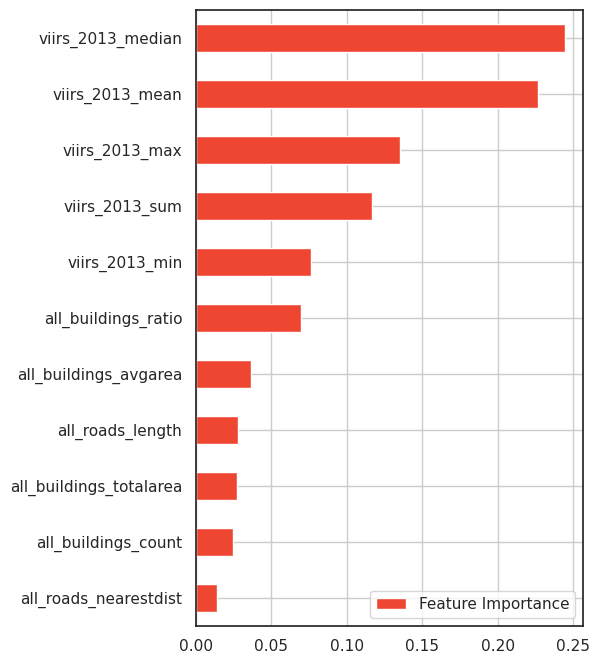 viirs_2013_median
viirs_2013_mean
viirs_2013_max
viirs_2013_sum
viirs_2013_min
all_buildings_ratio
all_buildings_avgarea
all_roads_length
all_buildings_totalarea
all_buildings_count
all_roads_nearestdist
Feature Importance
0.00 0.05 0.10 0.15 0.20 0.25